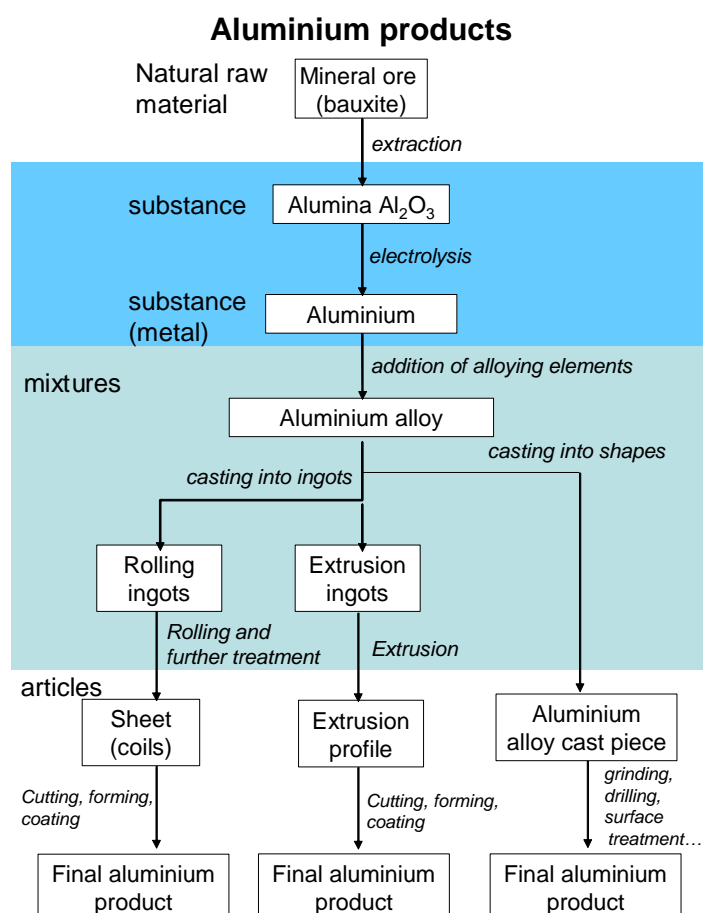 Aluminium products
Natural raw
material
Mineral ore
(bauxite)
extraction
substance
Alumina Al₂O₃
electrolysis
substance
(metal)
Aluminium
mixtures
addition of alloying elements
Aluminium alloy
casting into ingots
casting into shapes
Rolling
ingots
Extrusion
ingots
Rolling and
further treatment
Extrusion
articles
Sheet
(coils)
Extrusion
profile
Aluminium
alloy cast piece
Cutting, forming,
coating
Cutting, forming,
coating
grinding,
drilling,
surface
treatment…
Final aluminium
product
Final aluminium
product
Final aluminium
product